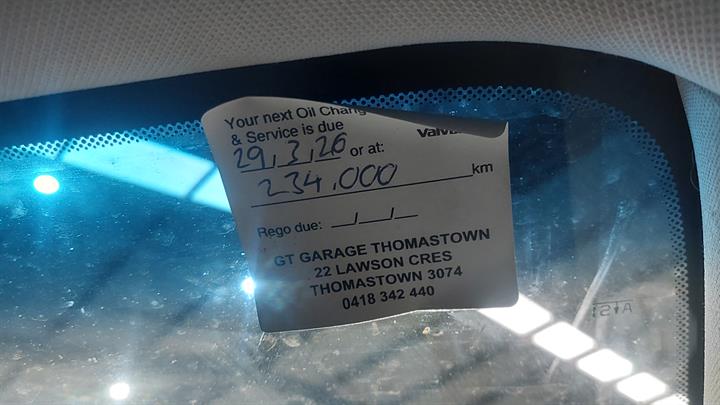 Your next Oil Chang
& Service is due
29, 3, 26 or at:
234,000 km
Rego due: __/__/__
GT GARAGE THOMASTOWN
22 LAWSON CRES
THOMASTOWN 3074
0418 342 440